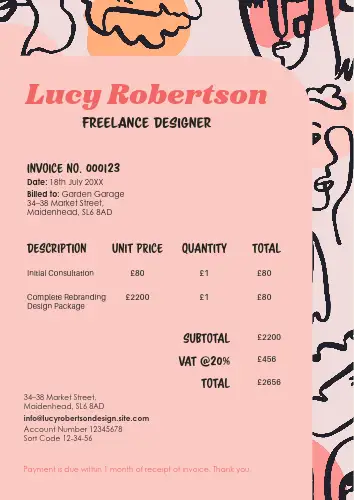 Lucy Robertson
FREELANCE DESIGNER
INVOICE NO. 000123
Date: 18th July 20XX
Billed to: Garden Garage
34–38 Market Street,
Maidenhead, SL6 8AD
DESCRIPTION UNIT PRICE QUANTITY TOTAL
Initial Consultation £80 £1 £80
Complete Rebranding £2200 £1 £80
Design Package
SUBTOTAL £2200
VAT @20% £456
TOTAL £2656
34–38 Market Street,
Maidenhead, SL6 8AD
info@lucyrobertsondesign.site.com
Account Number 12345678
Sort Code 12-34-56
Payment is due within 1 month of receipt of invoice. Thank you.